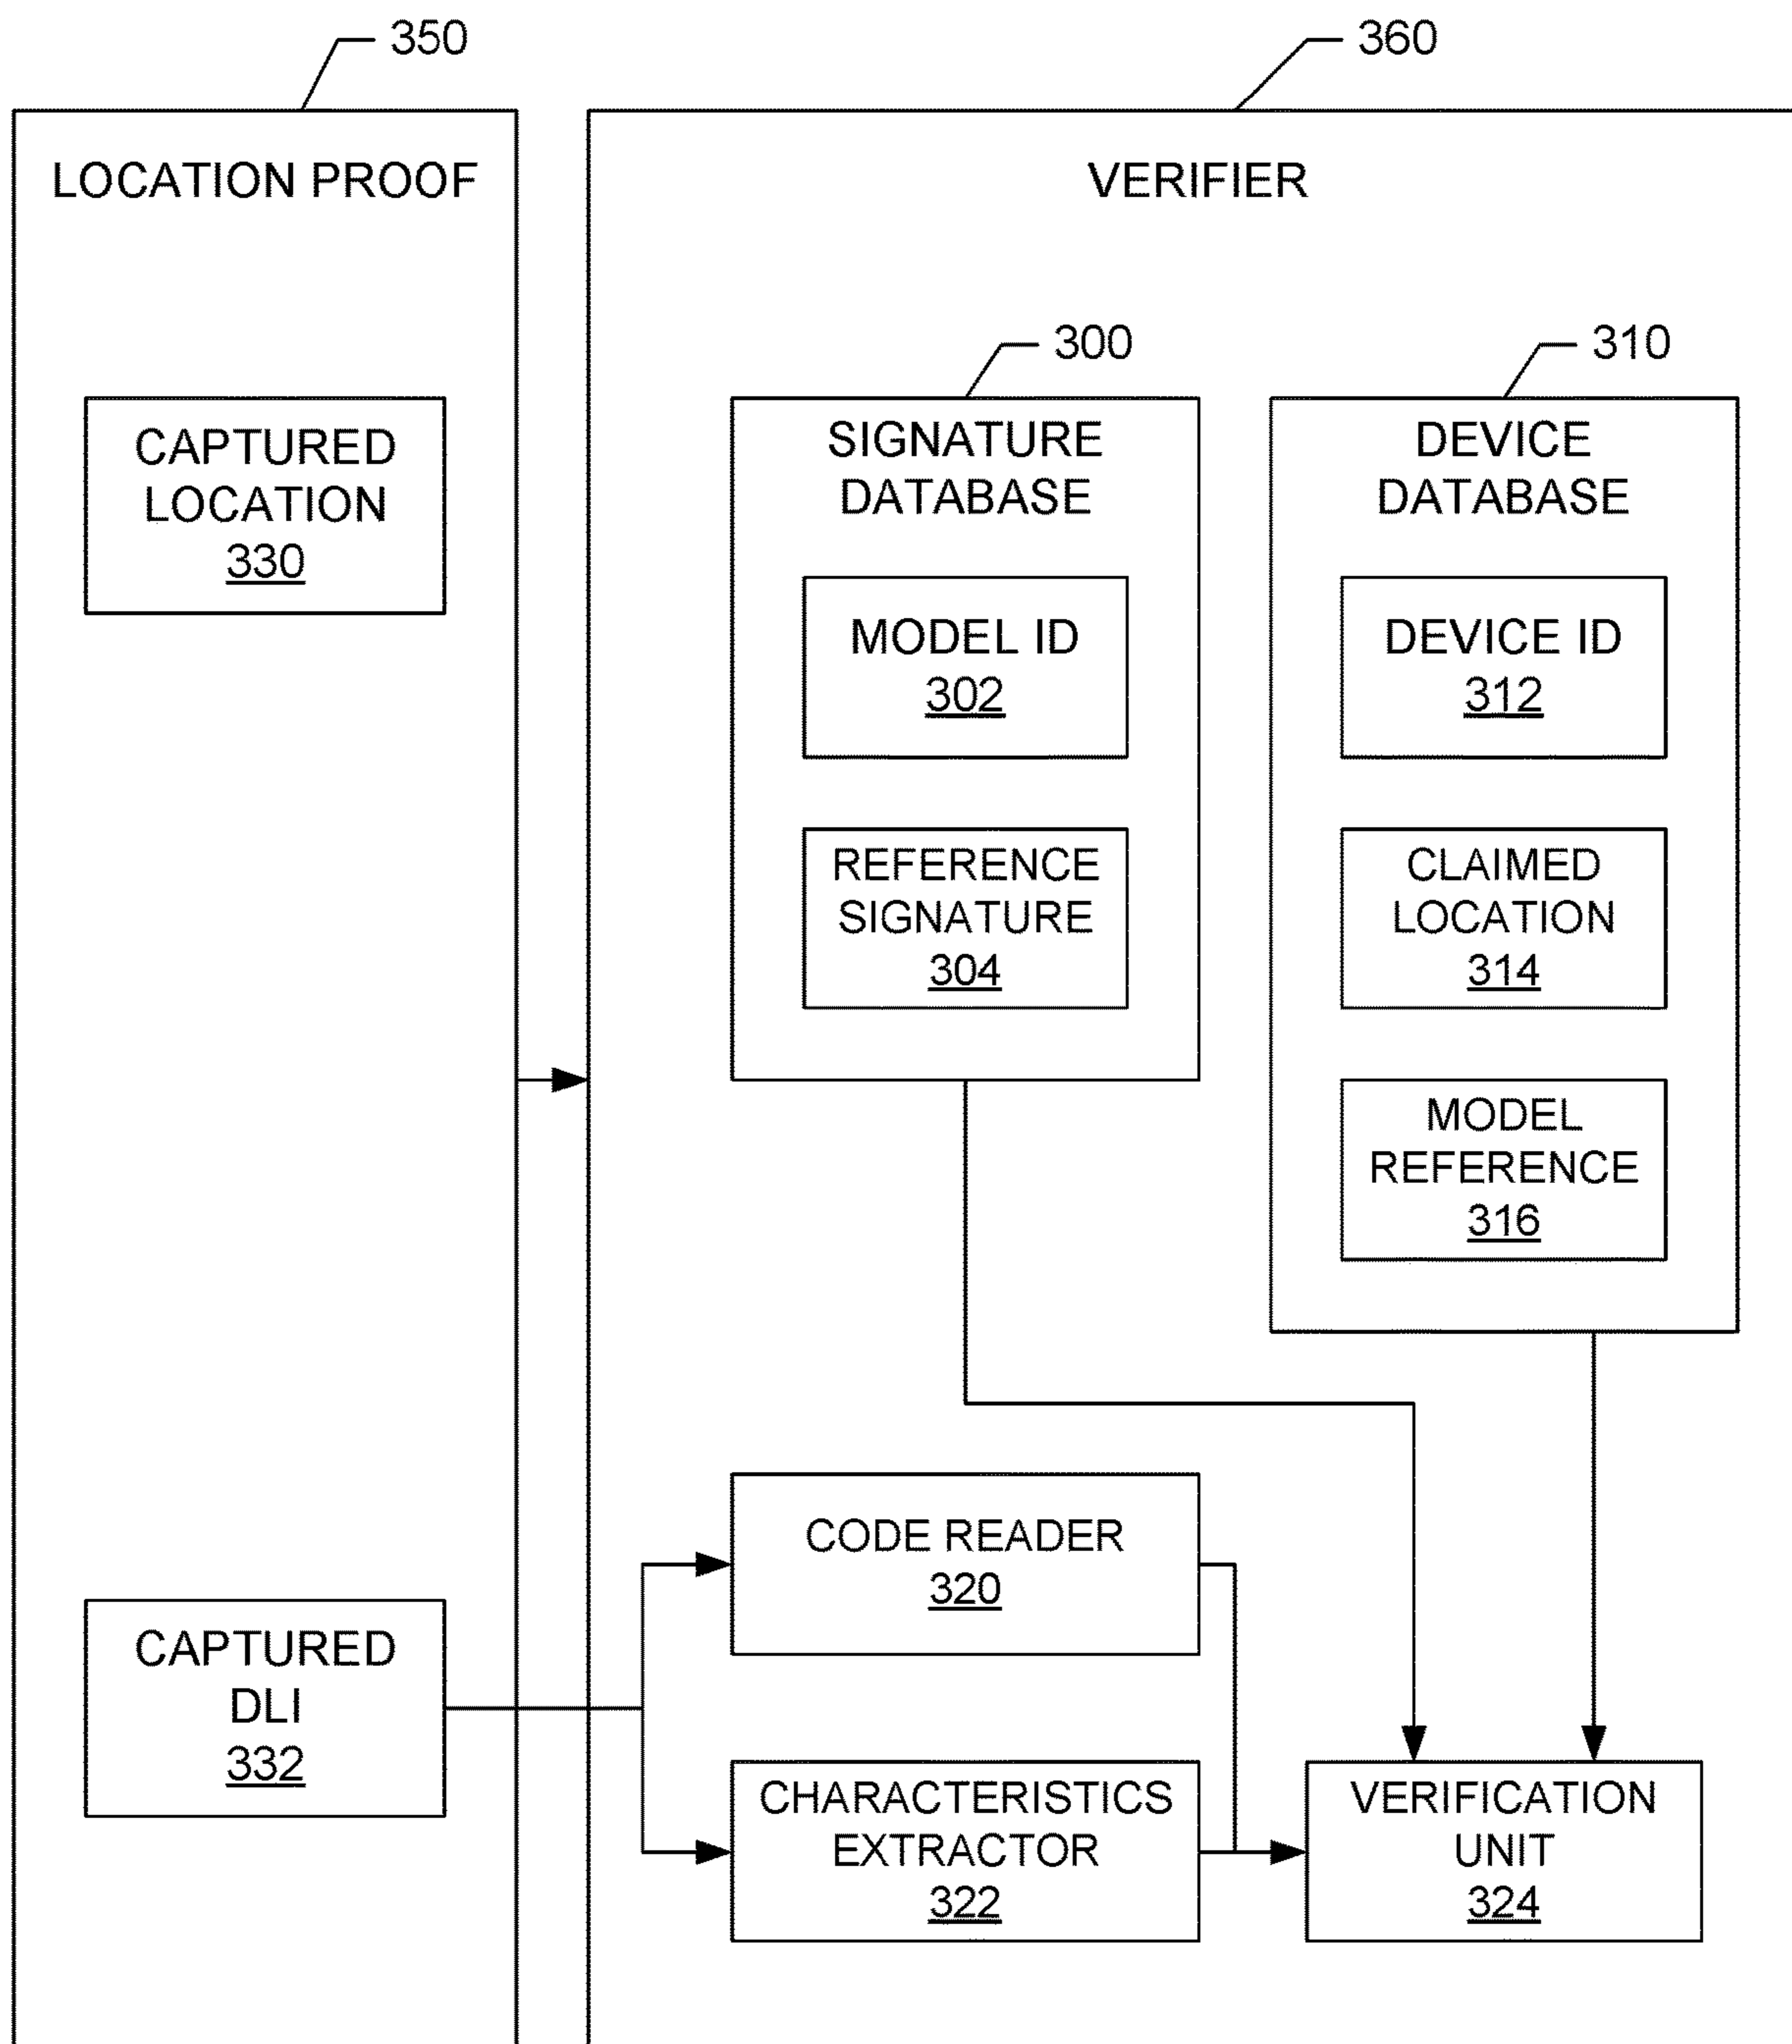 350
360
LOCATION PROOF
VERIFIER
300
310
CAPTURED
LOCATION
330
SIGNATURE
DATABASE
DEVICE
DATABASE
MODEL ID
302
DEVICE ID
312
REFERENCE
SIGNATURE
304
CLAIMED
LOCATION
314
MODEL
REFERENCE
316
CODE READER
320
CAPTURED
DLI
332
CHARACTERISTICS
EXTRACTOR
322
VERIFICATION
UNIT
324